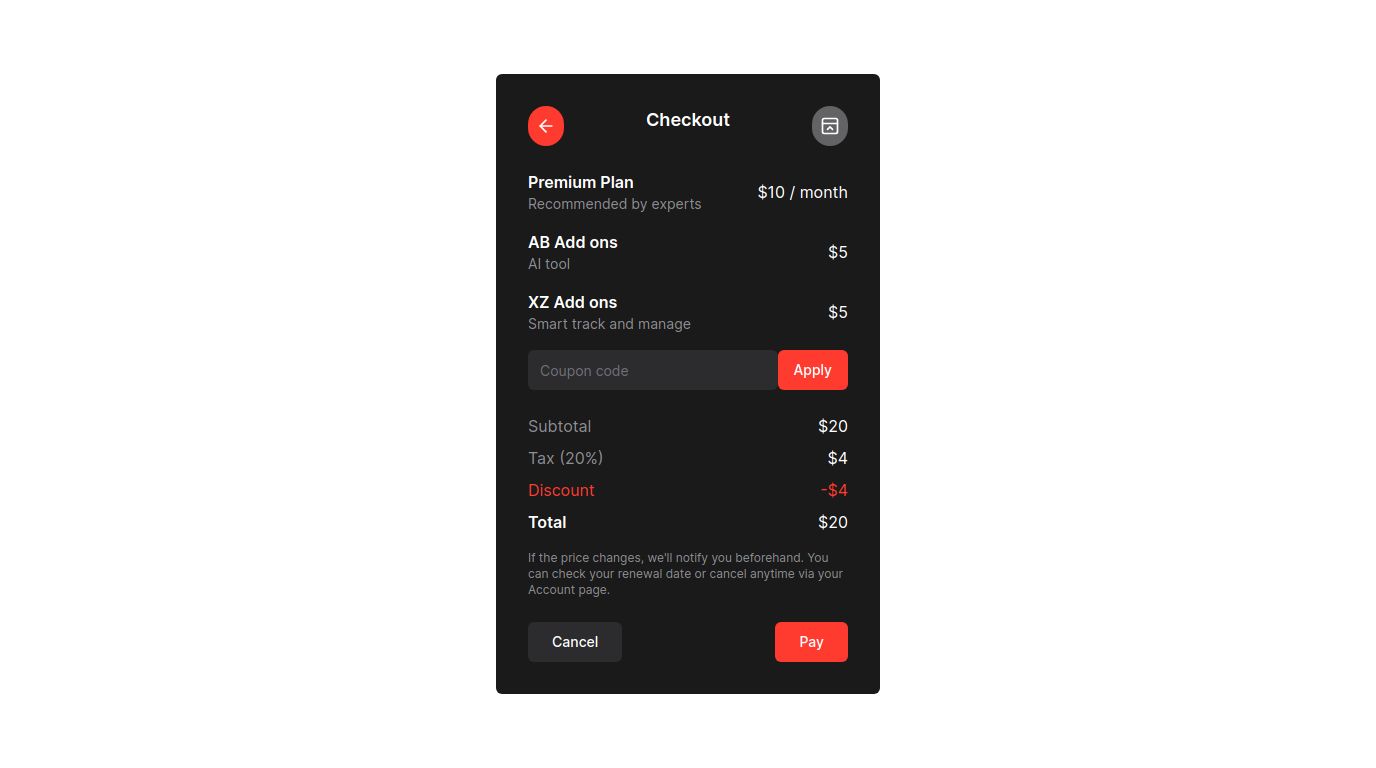 Checkout
Premium Plan
Recommended by experts
$10 / month
AB Add ons
AI tool
$5
XZ Add ons
Smart track and manage
$5
Coupon code
Apply
Subtotal
$20
Tax (20%)
$4
Discount
-$4
Total
$20
If the price changes, we'll notify you beforehand. You
can check your renewal date or cancel anytime via your
Account page.
Cancel
Pay